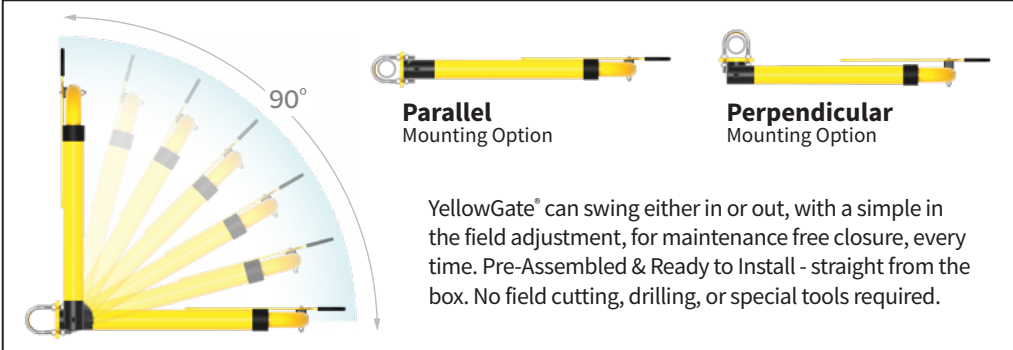 90°
Parallel
Mounting Option
Perpendicular
Mounting Option
YellowGate® can swing either in or out, with a simple in
the field adjustment, for maintenance free closure, every
time. Pre-Assembled & Ready to Install - straight from the
box. No field cutting, drilling, or special tools required.